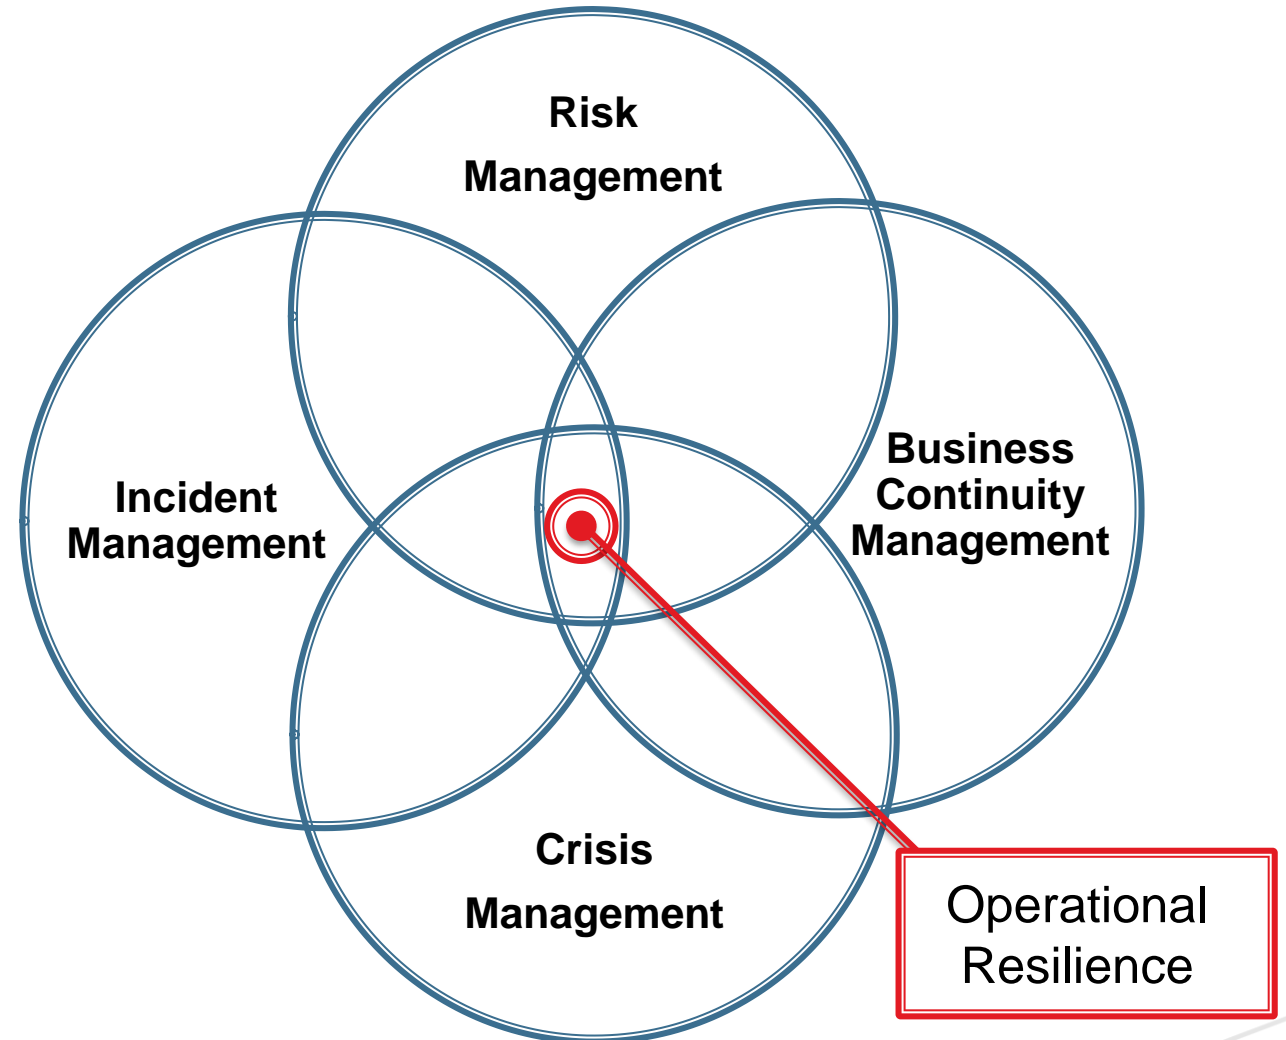 Risk
Management
Business
Continuity
Management
Incident
Management
Crisis
Management
Operational
Resilience